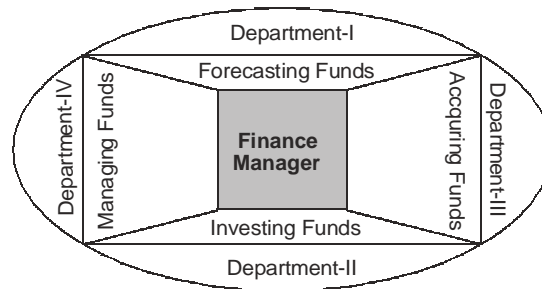 Department-I
Forecasting Funds
Department-IV
Managing Funds
Finance
Manager
Accquring Funds
Department-III
Investing Funds
Department-II